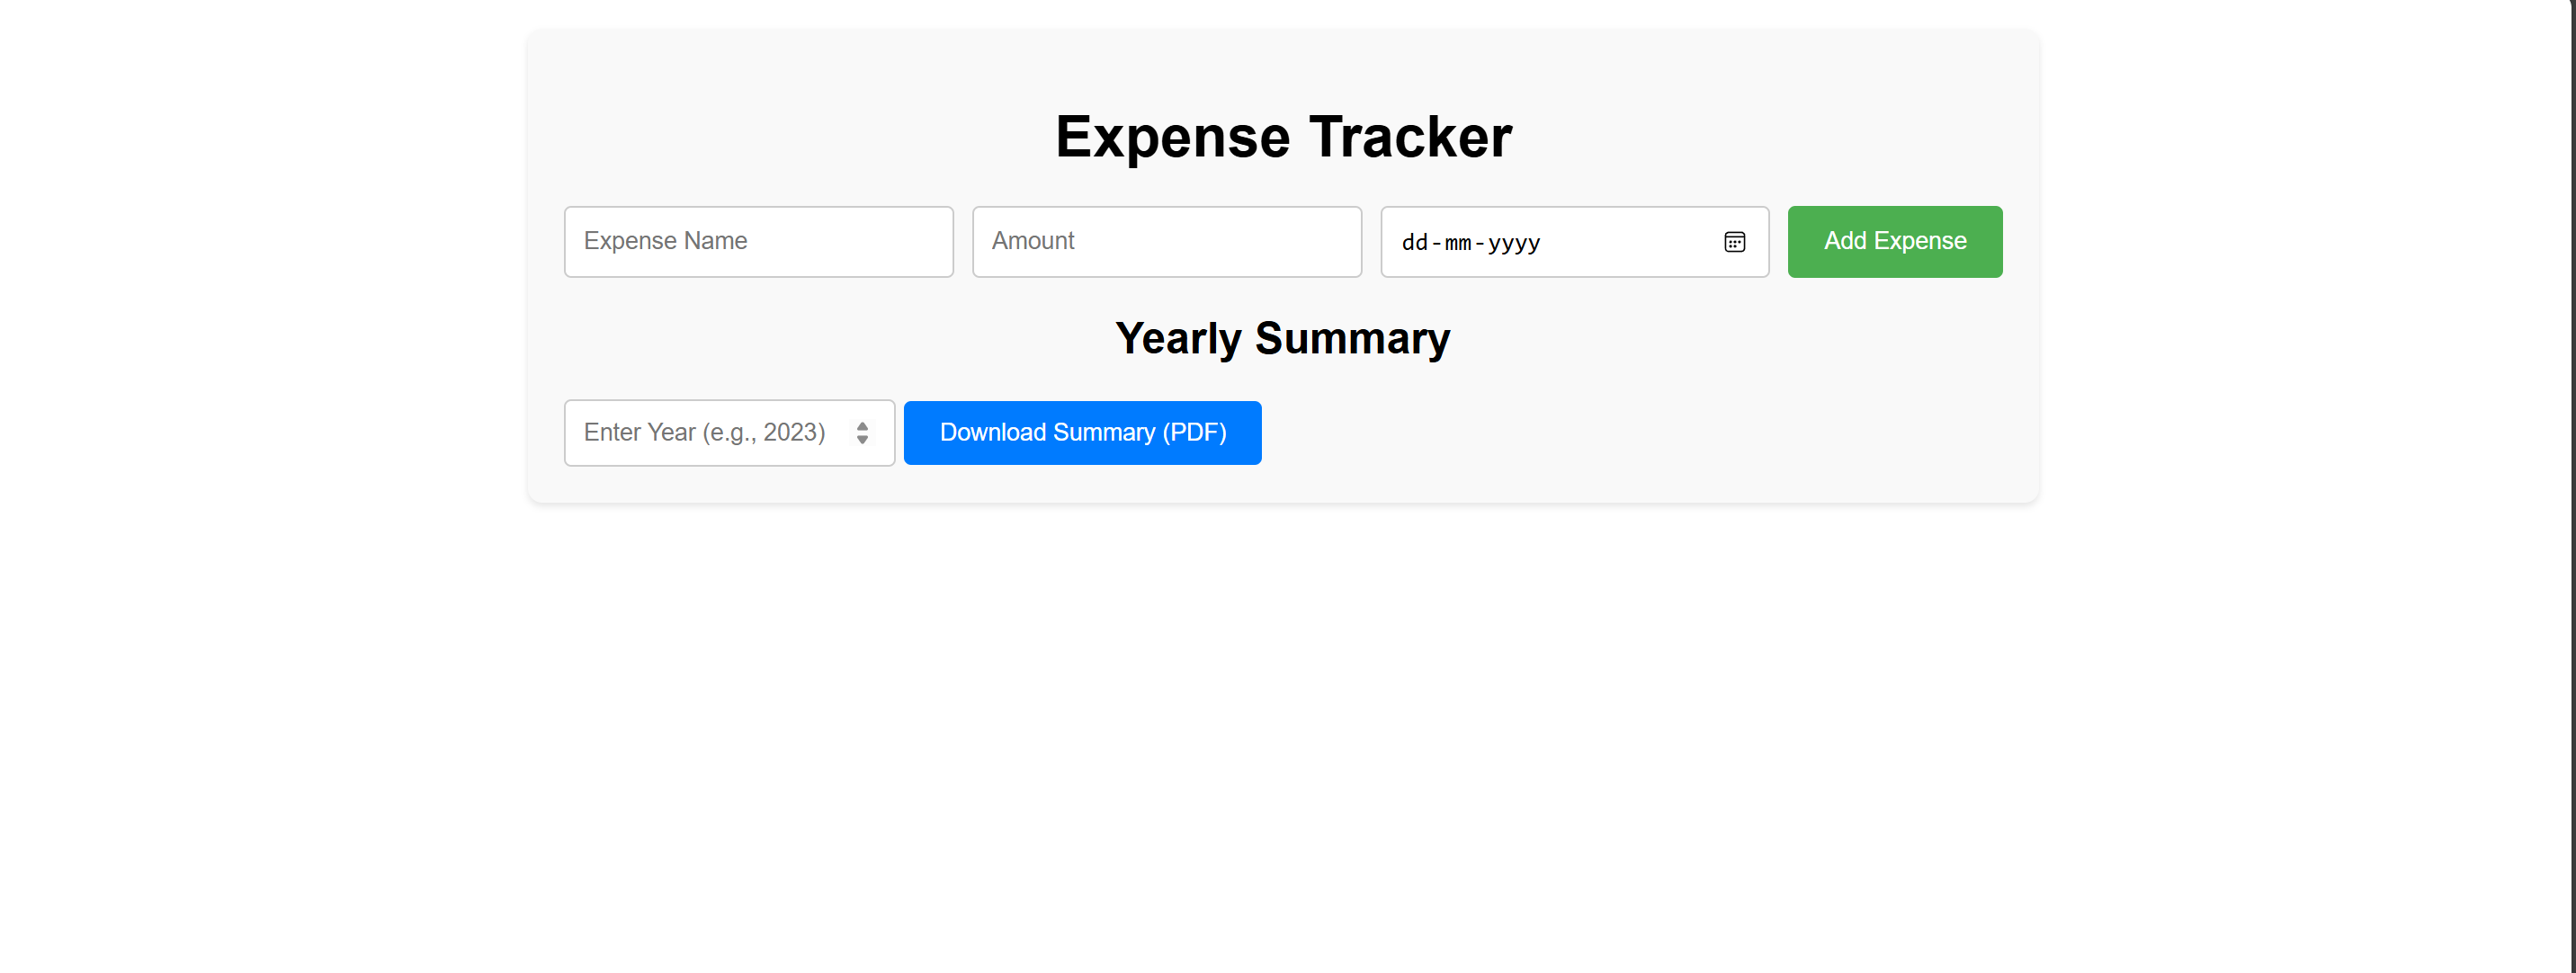 Expense Tracker
Expense Name Amount dd-mm-yyyy Add Expense
Yearly Summary
Enter Year (e.g., 2023) Download Summary (PDF)